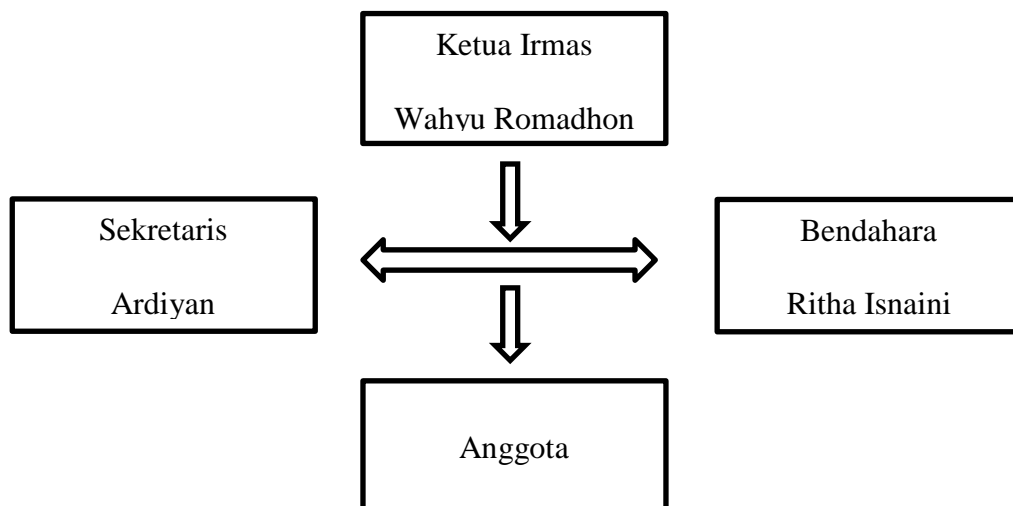 Ketua Irmas
Wahyu Romadhon
Sekretaris
Ardiyan
Bendahara
Ritha Isnaini
Anggota